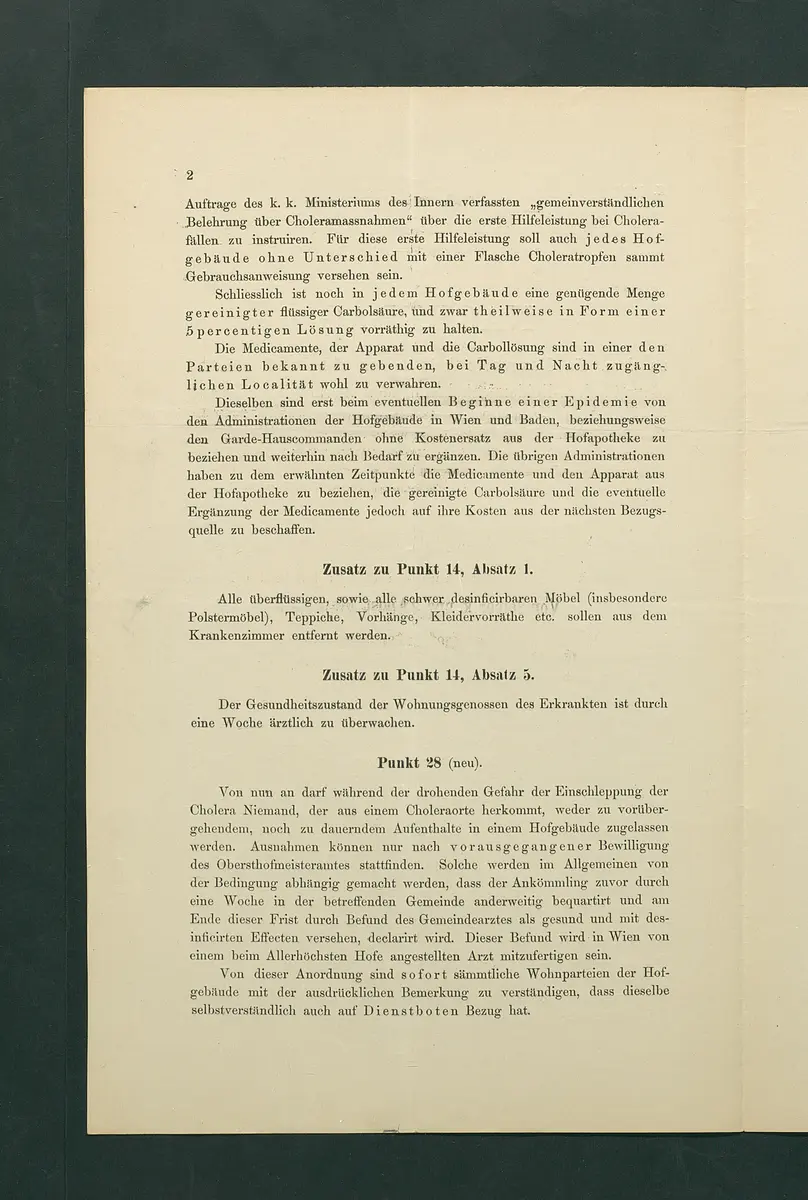 2
Auftrage des k. k. Ministeriums des Innern verfassten „gemeinverständlichen
Belehrung über Choleramassnahmen“ über die erste Hilfeleistung bei Cholera-
fällen zu instruiren. Für diese erste Hilfeleistung soll auch jedes Hof-
gebäude ohne Unterschied mit einer Flasche Choleratropfen sammt
Gebrauchsanweisung versehen sein.
Schliesslich ist noch in jedem Hofgebäude eine genügende Menge
gereinigter flüssiger Carbolsäure, und zwar theilweise in Form einer
5percentigen Lösung vorräthig zu halten.
Die Medicamente, der Apparat und die Carbollösung sind in einer den
Parteien bekannt zu gebenden, bei Tag und Nacht zugäng-
lichen Localität wohl zu verwahren.
Dieselben sind erst beim eventuellen Beginne einer Epidemie von
den Administrationen der Hofgebäude in Wien und Baden, beziehungsweise
den Garde-Hauscommanden ohne Kostenersatz aus der Hofapotheke zu
beziehen und weiterhin nach Bedarf zu ergänzen. Die übrigen Administrationen
haben zu dem erwähnten Zeitpunkte die Medicamente und den Apparat aus
der Hofapotheke zu beziehen, die gereinigte Carbolsäure und die eventuelle
Ergänzung der Medicamente jedoch auf ihre Kosten aus der nächsten Bezugs-
quelle zu beschaffen.
Zusatz zu Punkt 14, Absatz 1.
Alle überflüssigen, sowie alle schwer desinficirbaren Möbel (insbesondere
Polstermöbel), Teppiche, Vorhänge, Kleidervorräthe etc. sollen aus dem
Krankenzimmer entfernt werden.
Zusatz zu Punkt 14, Absatz 5.
Der Gesundheitszustand der Wohnungsgenossen des Erkrankten ist durch
eine Woche ärztlich zu überwachen.
Punkt 28 (neu).
Von nun an darf während der drohenden Gefahr der Einschleppung der
Cholera Niemand, der aus einem Choleraorte herkommt, weder zu vorüber-
gehendem, noch zu dauerndem Aufenthalte in einem Hofgebäude zugelassen
werden. Ausnahmen können nur nach vorausgegangener Bewilligung
des Obersthofmeisteramtes stattfinden. Solche werden im Allgemeinen von
der Bedingung abhängig gemacht werden, dass der Ankömmling zuvor durch
eine Woche in der betreffenden Gemeinde anderweitig bequartirt und am
Ende dieser Frist durch Befund des Gemeindearztes als gesund und mit des-
inficirten Effecten versehen, declarirt wird. Dieser Befund wird in Wien von
einem beim Allerhöchsten Hofe angestellten Arzt mitzufertigen sein.
Von dieser Anordnung sind sofort sämmtliche Wohnparteien der Hof-
gebäude mit der ausdrücklichen Bemerkung zu verständigen, dass dieselbe
selbstverständlich auch auf Dienstboten Bezug hat.